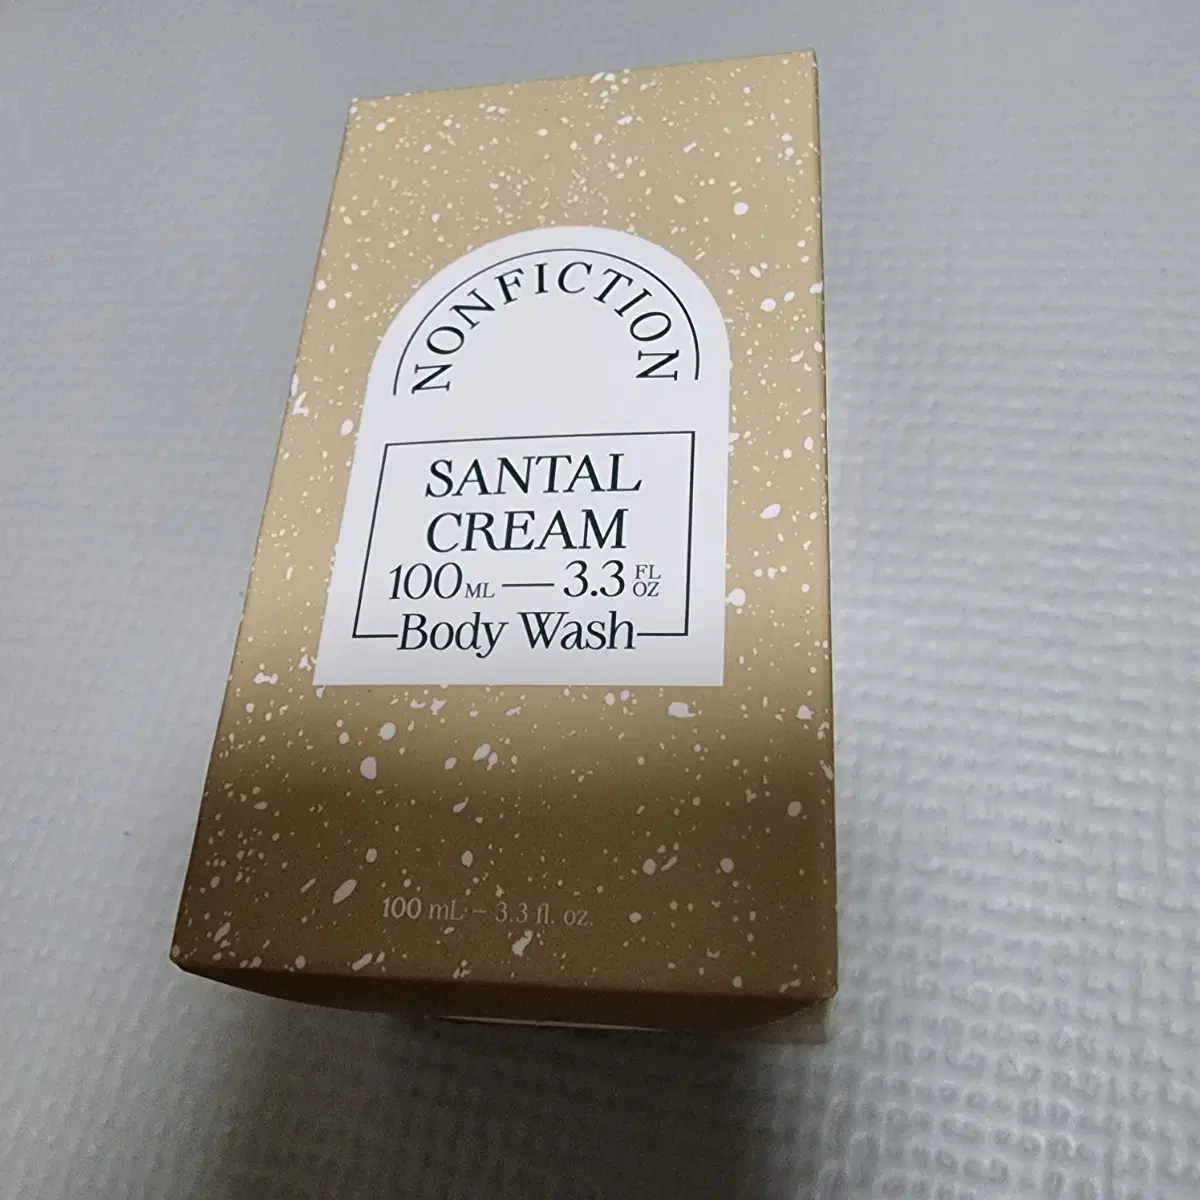 NONFICTION
SANTAL
CREAM
100ML — 3.3 FL OZ
Body Wash
100 mL – 3.3 fl. oz.